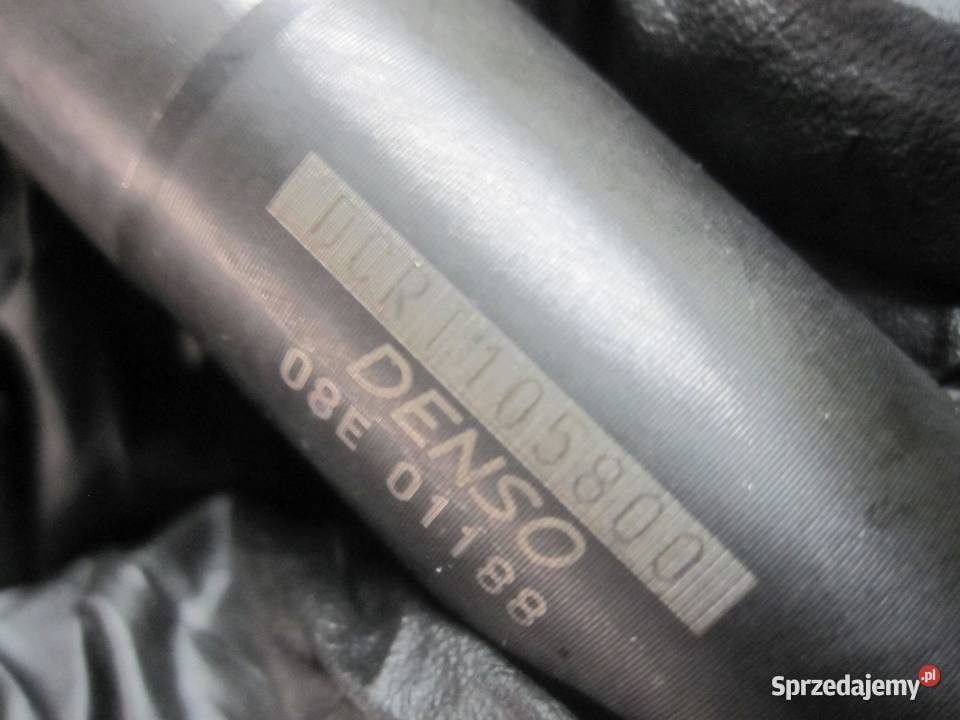 DCRI105800
DENSO
08E 01188
Sprzedajemy.pl